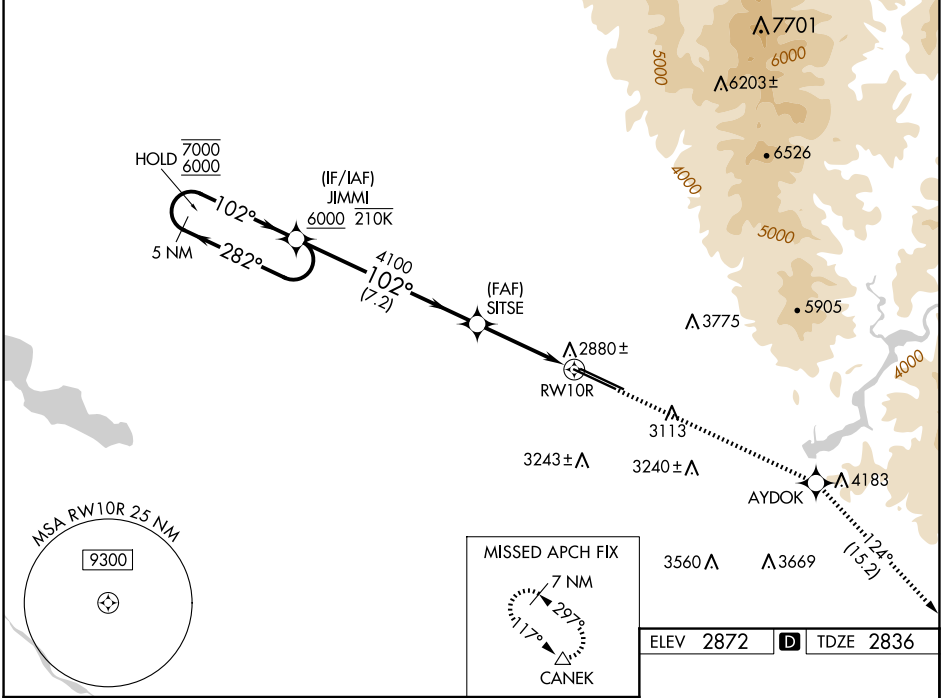 7701
6000
5000
6203±
6526
4000
5000
HOLD 7000
6000
(IF/IAF)
JIMMI
6000 210K
102°
5 NM
282°
4100
102°
(7.2)
(FAF)
SITSE
5905
3775
2880±
4000
RW10R
3113
3243±
3240±
4183
AYDOK
124°
(15.2)
MSA RW10R 25 NM
9300
MISSED APCH FIX
7 NM
297°
117°
CANEK
3560
3669
ELEV 2872 D TDZE 2836